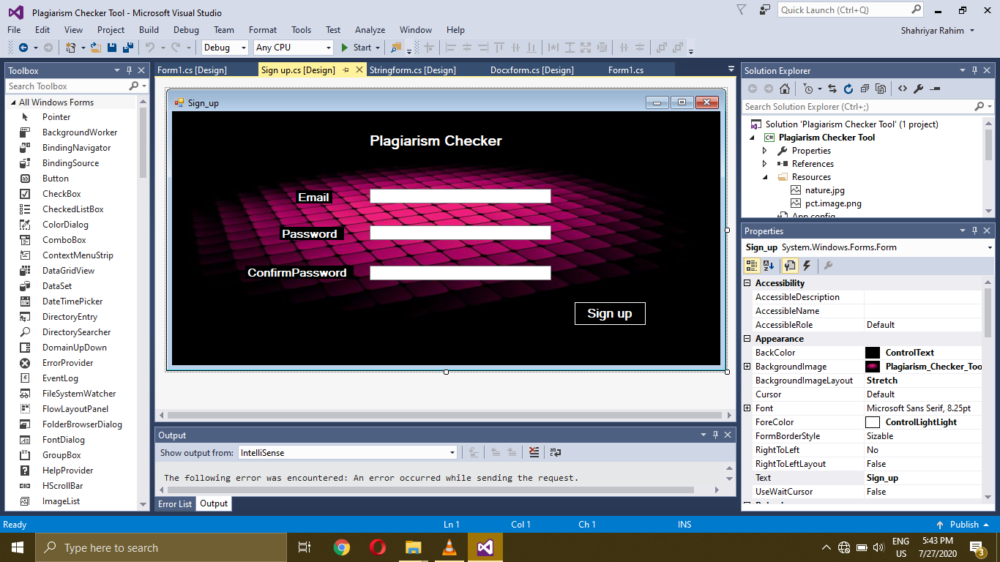 Plagiarism Checker Tool - Microsoft Visual Studio
Quick Launch (Ctrl+Q)
File Edit View Project Build Debug Team Format Tools Test Analyze Window Help
Shahriyar Rahim
Debug Any CPU Start
Toolbox
Search Toolbox
All Windows Forms
Pointer
BackgroundWorker
BindingNavigator
BindingSource
Button
CheckBox
CheckedListBox
ColorDialog
ComboBox
ContextMenuStrip
DataGridView
DataSet
DateTimePicker
DirectoryEntry
DirectorySearcher
DomainUpDown
ErrorProvider
EventLog
FileSystemWatcher
FlowLayoutPanel
FolderBrowserDialog
FontDialog
GroupBox
HelpProvider
HScrollBar
ImageList
Form1.cs [Design] Sign up.cs [Design] Stringform.cs [Design] Docxform.cs [Design] Form1.cs
Sign_up
Plagiarism Checker
Email
Password
ConfirmPassword
Sign up
Output
Show output from: IntelliSense
The following error was encountered: An error occurred while sending the request.
Error List Output
Solution Explorer
Search Solution Explorer (Ctrl+;)
Solution 'Plagiarism Checker Tool' (1 project)
C# Plagiarism Checker Tool
Properties
References
Resources
nature.jpg
pct.image.png
App.config
Properties
Sign_up System.Windows.Forms.Form
Accessibility
AccessibleDescription
AccessibleName
AccessibleRole Default
Appearance
BackColor ControlText
BackgroundImage Plagiarism_Checker_Too
BackgroundImageLayout Stretch
Cursor Default
Font Microsoft Sans Serif, 8.25pt
ForeColor ControlLightLight
FormBorderStyle Sizable
RightToLeft No
RightToLeftLayout False
Text Sign_up
UseWaitCursor False
Ready Ln 1 Col 1 Ch 1 INS Publish
Type here to search
ENG
US
5:43 PM
7/27/2020
3